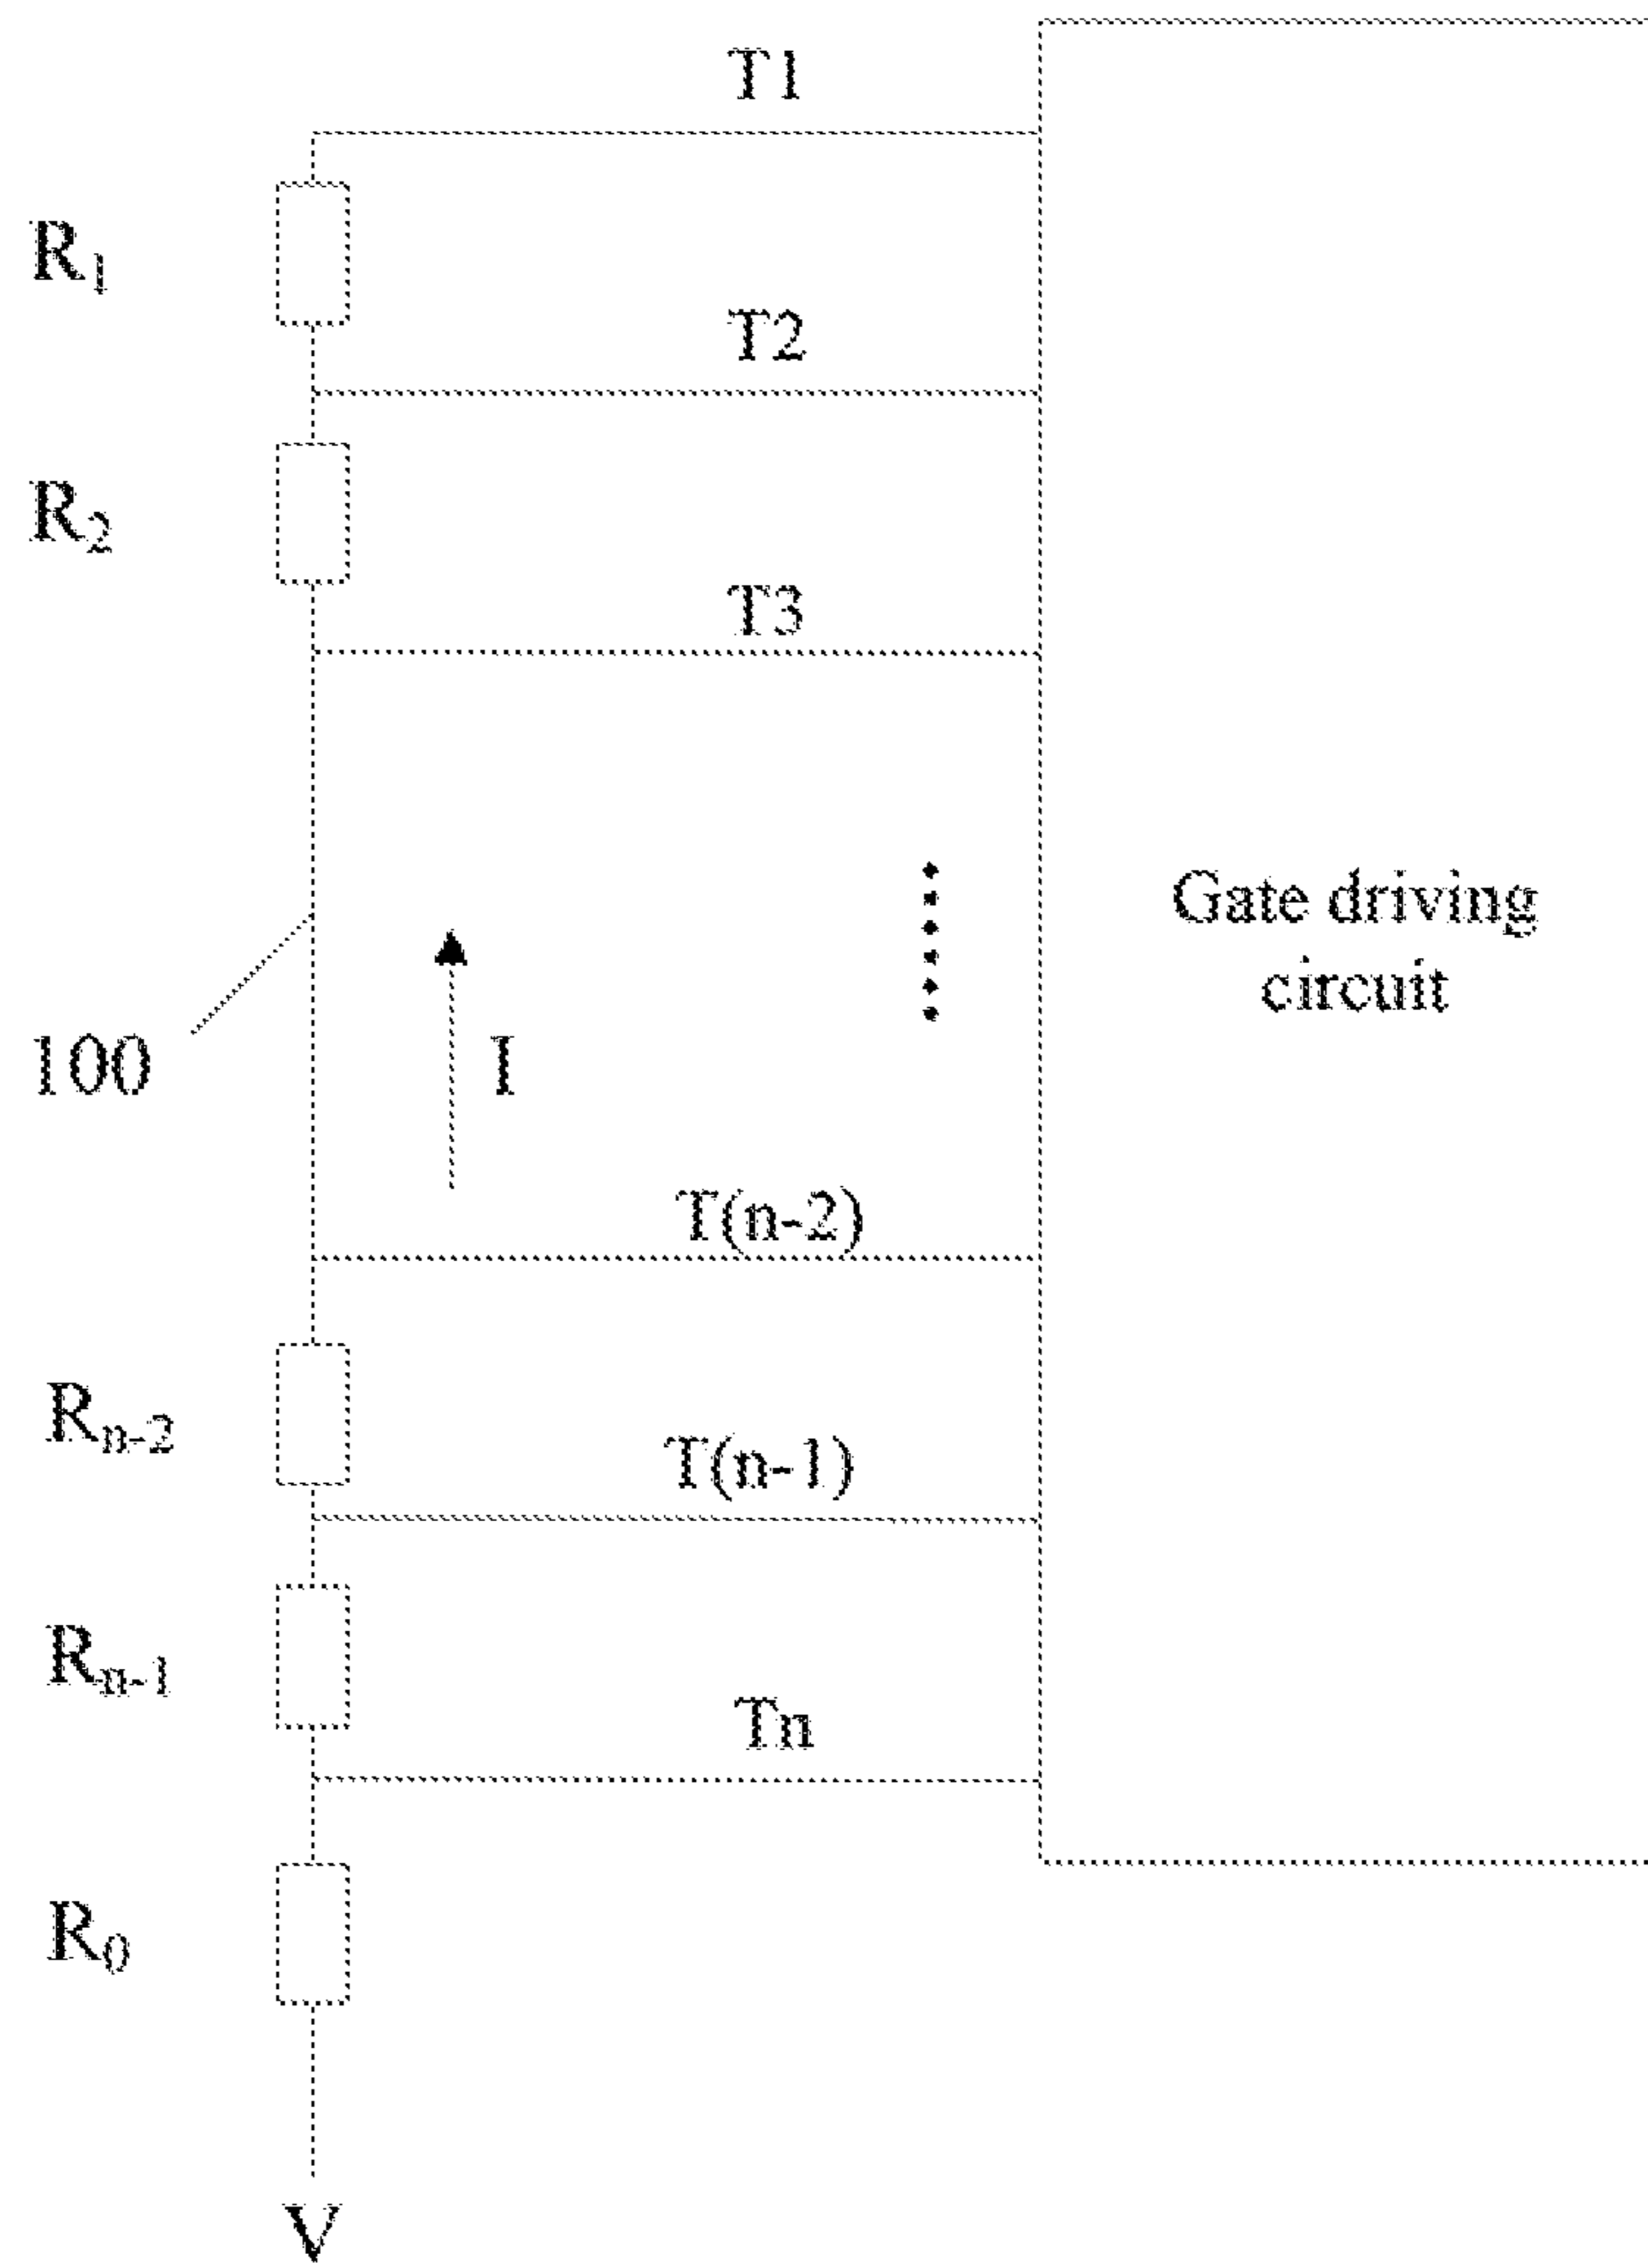 T1
R₁
T2
R₂
T3
Gate driving
circuit
100
I
T(n-2)
Rₙ₋₂
T(n-1)
Rₙ₋₁
Tn
R₀
V